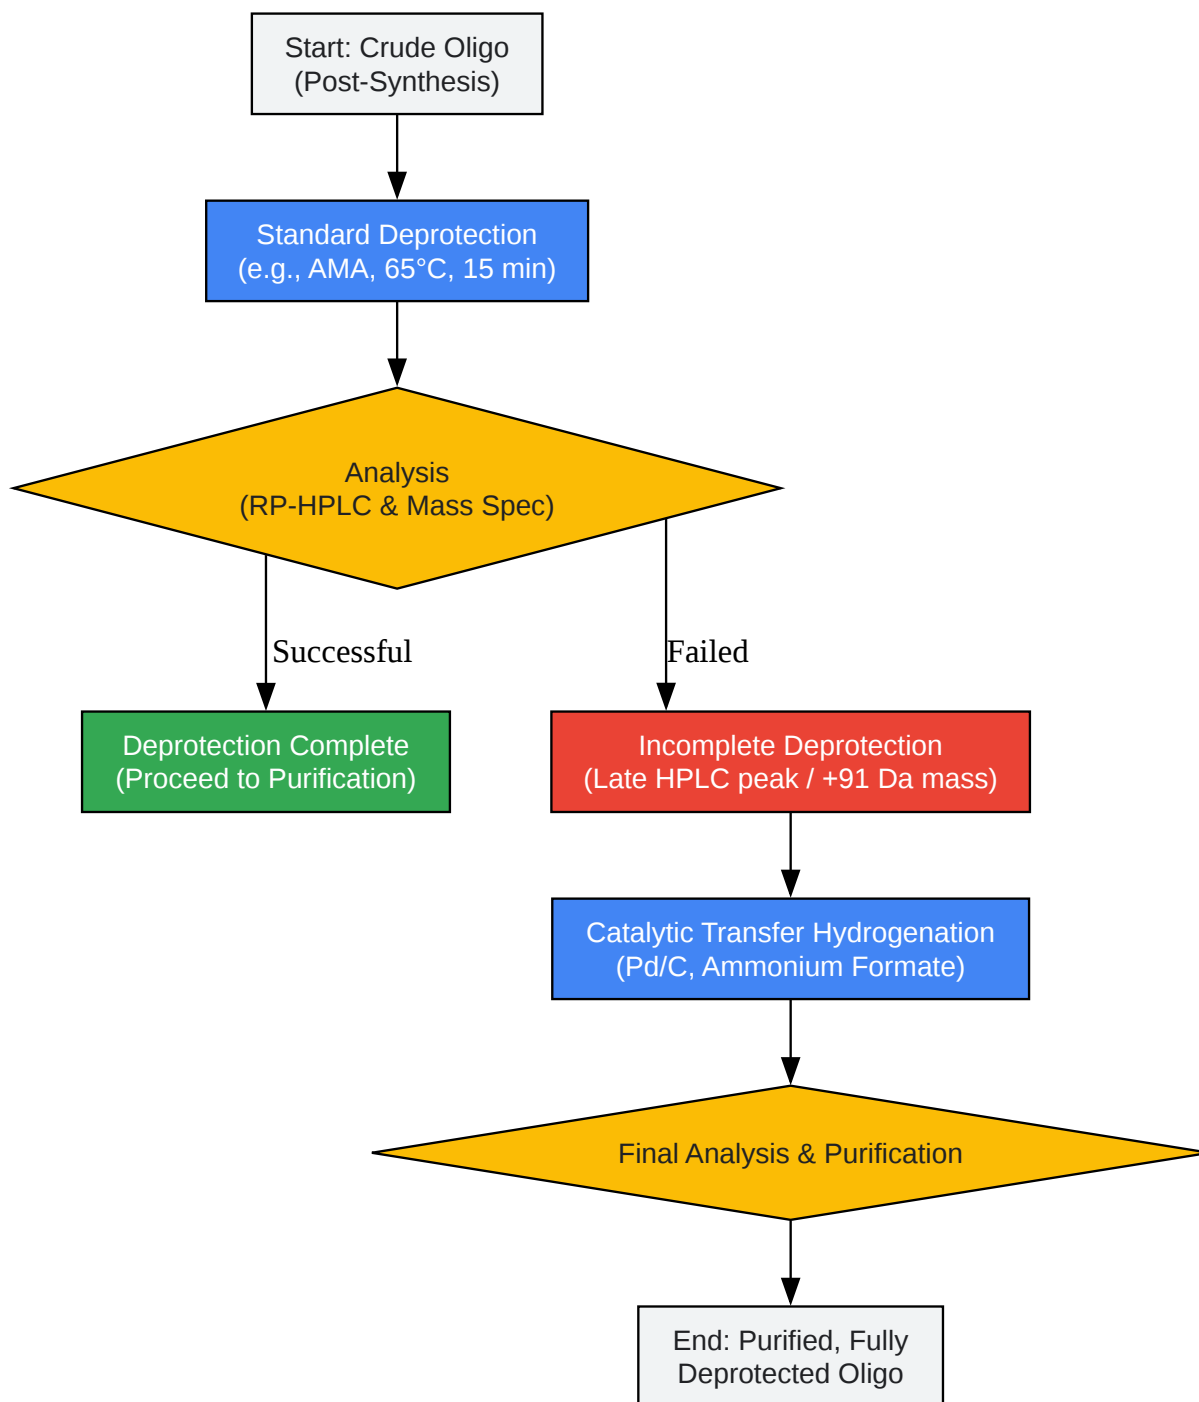 Start: Crude Oligo
(Post-Synthesis)
Standard Deprotection
(e.g., AMA, 65°C, 15 min)
Analysis
(RP-HPLC & Mass Spec)
Successful
Failed
Deprotection Complete
(Proceed to Purification)
Incomplete Deprotection
(Late HPLC peak / +91 Da mass)
Catalytic Transfer Hydrogenation
(Pd/C, Ammonium Formate)
Final Analysis & Purification
End: Purified, Fully
Deprotected Oligo